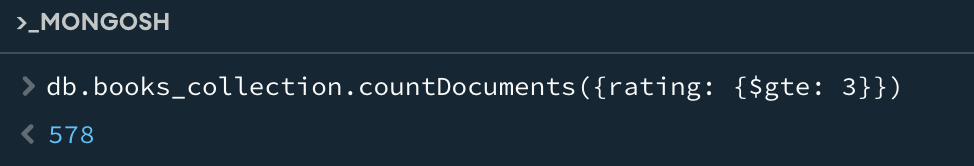 >_MONGOSH
> db.books_collection.countDocuments({rating: {$gte: 3}})
< 578